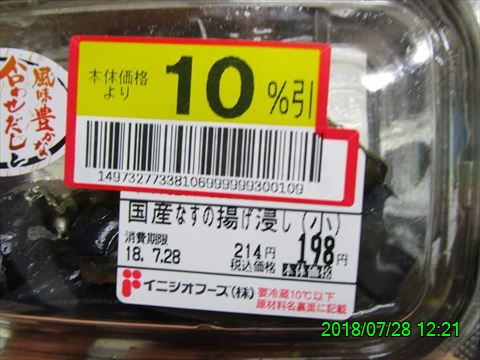 風味豊かな
合わせだし
本体価格
より
10%引
1497327733810699999930010​9
国産なすの揚げ浸し(小)
消費期限
18.7.28
214円
税込価格
198円
本体価格
イニシオフーズ(株)
要冷蔵10℃以下
原材料名裏面に記載
2018/07/28 12:21